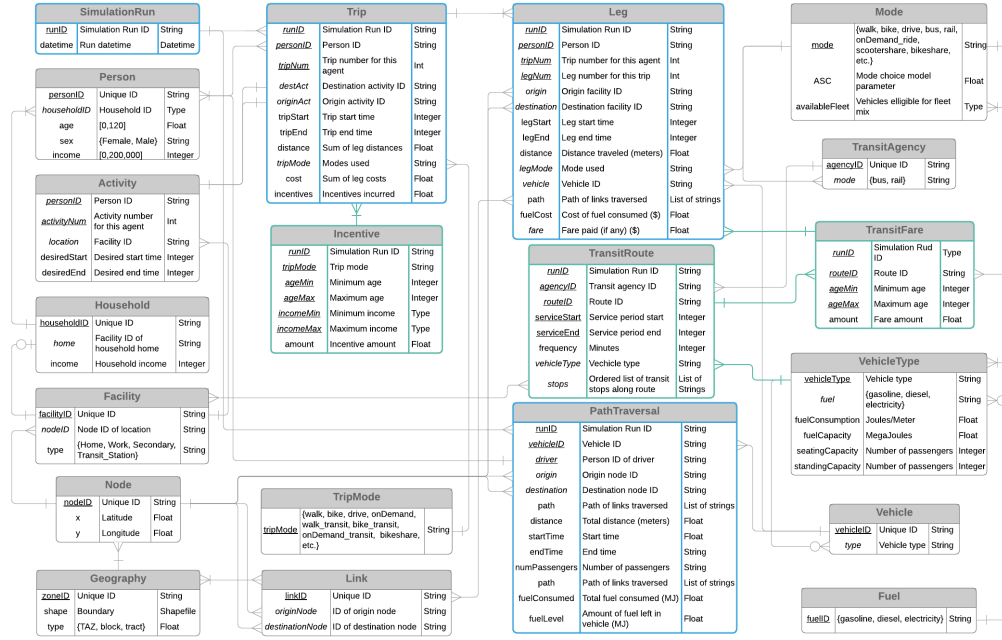 SimulationRun
runID Simulation Run ID String
datetime Run datetime Datetime
Person
personID Unique ID String
householdID Household ID Type
age [0,120] Float
sex {Female, Male} String
income [0,200,000] Integer
Activity
personID Person ID String
activityNum Activity number for this agent Int
location Facility ID String
desiredStart Desired start time Integer
desiredEnd Desired end time Integer
Household
householdID Unique ID String
home Facility ID of household home String
income Household income Integer
Facility
facilityID Unique ID String
nodeID Node ID of location String
type {Home, Work, Secondary, Transit_Station} String
Node
nodeID Unique ID String
x Latitude Float
y Longitude Float
Geography
zoneID Unique ID String
shape Boundary Shapefile
type {TAZ, block, tract} Float
Trip
runID Simulation Run ID String
personID Person ID String
tripNum Trip number for this agent Int
destAct Destination activity ID String
originAct Origin activity ID String
tripStart Trip start time Integer
tripEnd Trip end time Integer
distance Sum of leg distances Float
tripMode Modes used String
cost Sum of leg costs Float
incentives Incentives incurred Float
Incentive
runID Simulation Run ID String
tripMode Trip mode String
ageMin Minimum age Integer
ageMax Maximum age Integer
incomeMin Minimum income Type
incomeMax Maximum income Type
amount Incentive amount Float
TripMode
tripMode {walk, bike, drive, onDemand, walk_transit, bike_transit, onDemand_transit, bikeshare, etc.} String
Link
linkID Unique ID String
originNode ID of origin node String
destinationNode ID of destination node String
Leg
runID Simulation Run ID String
personID Person ID String
tripNum Trip number for this agent Int
legNum Leg number for this trip Int
origin Origin facility ID String
destination Destination facility ID String
legStart Leg start time Integer
legEnd Leg end time Integer
distance Distance traveled (meters) Float
legMode Mode used String
vehicle Vehicle ID String
path Path of links traversed List of strings
fuelCost Cost of fuel consumed ($) Float
fare Fare paid (if any) ($) Float
TransitRoute
runID Simulation Run ID String
agencyID Transit agency ID String
routeID Route ID String
serviceStart Service period start Integer
serviceEnd Service period end Integer
frequency Minutes Integer
vehicleType Vechicle type String
stops Ordered list of transit stops along route List of Strings
PathTraversal
runID Simulation Run ID String
vehicleID Vehicle ID String
driver Person ID of driver String
origin Origin node ID String
destination Destination node ID String
path Path of links traversed List of strings
distance Total distance (meters) Float
startTime Start time Float
endTime End time String
numPassengers Number of passengers String
path Path of links traversed List of strings
fuelConsumed Total fuel consumed (MJ) Float
fuelLevel Amount of fuel left in vehicle (MJ) Float
Mode
mode {walk, bike, drive, bus, rail, onDemand_ride, scootershare, bikeshare, etc.} String
ASC Mode choice model parameter Float
availableFleet Vehicles elligible for fleet mix Type
TransitAgency
agencyID Unique ID String
mode {bus, rail} String
TransitFare
runID Simulation Rud ID Type
routeID Route ID String
ageMin Minimum age Integer
ageMax Maximum age Integer
amount Fare amount Float
VehicleType
vehicleType Vehicle type String
fuel {gasoline, diesel, electricity} String
fuelConsumption Joules/Meter Float
fuelCapacity MegaJoules Float
seatingCapacity Number of passengers Integer
standingCapacity Number of passengers Integer
Vehicle
vehicleID Unique ID String
type Vehicle type String
Fuel
fuelID {gasoline, diesel, electricity} String